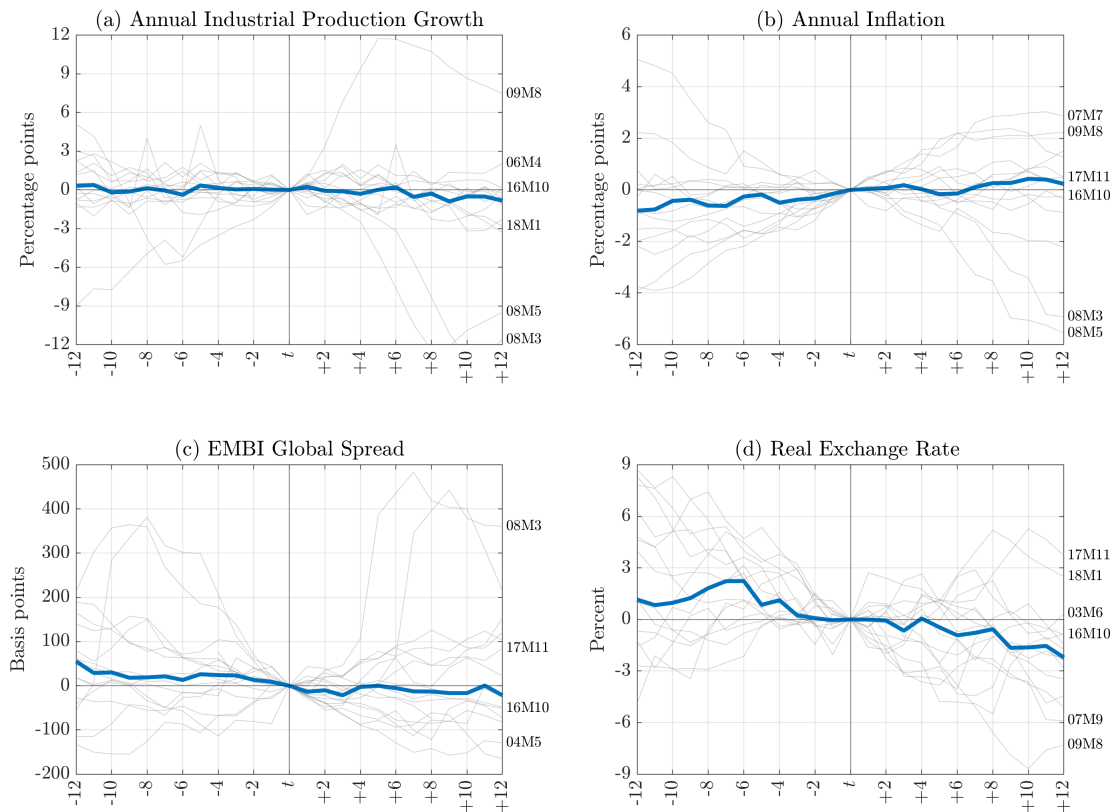 (a) Annual Industrial Production Growth
Percentage points
12
9
6
3
0
-3
-6
-9
-12
-12
-10
-8
-6
-4
-2
t
+2
+4
+6
+8
+10
+12
09M8
06M4
16M10
18M1
08M5
08M3
(b) Annual Inflation
Percentage points
6
4
2
0
-2
-4
-6
-12
-10
-8
-6
-4
-2
t
+2
+4
+6
+8
+10
+12
07M7
09M8
17M11
16M10
08M3
08M5
(c) EMBI Global Spread
Basis points
500
400
300
200
100
0
-100
-200
-12
-10
-8
-6
-4
-2
t
+2
+4
+6
+8
+10
+12
08M3
17M11
16M10
04M5
(d) Real Exchange Rate
Percent
9
6
3
0
-3
-6
-9
-12
-10
-8
-6
-4
-2
t
+2
+4
+6
+8
+10
+12
17M11
18M1
03M6
16M10
07M9
09M8